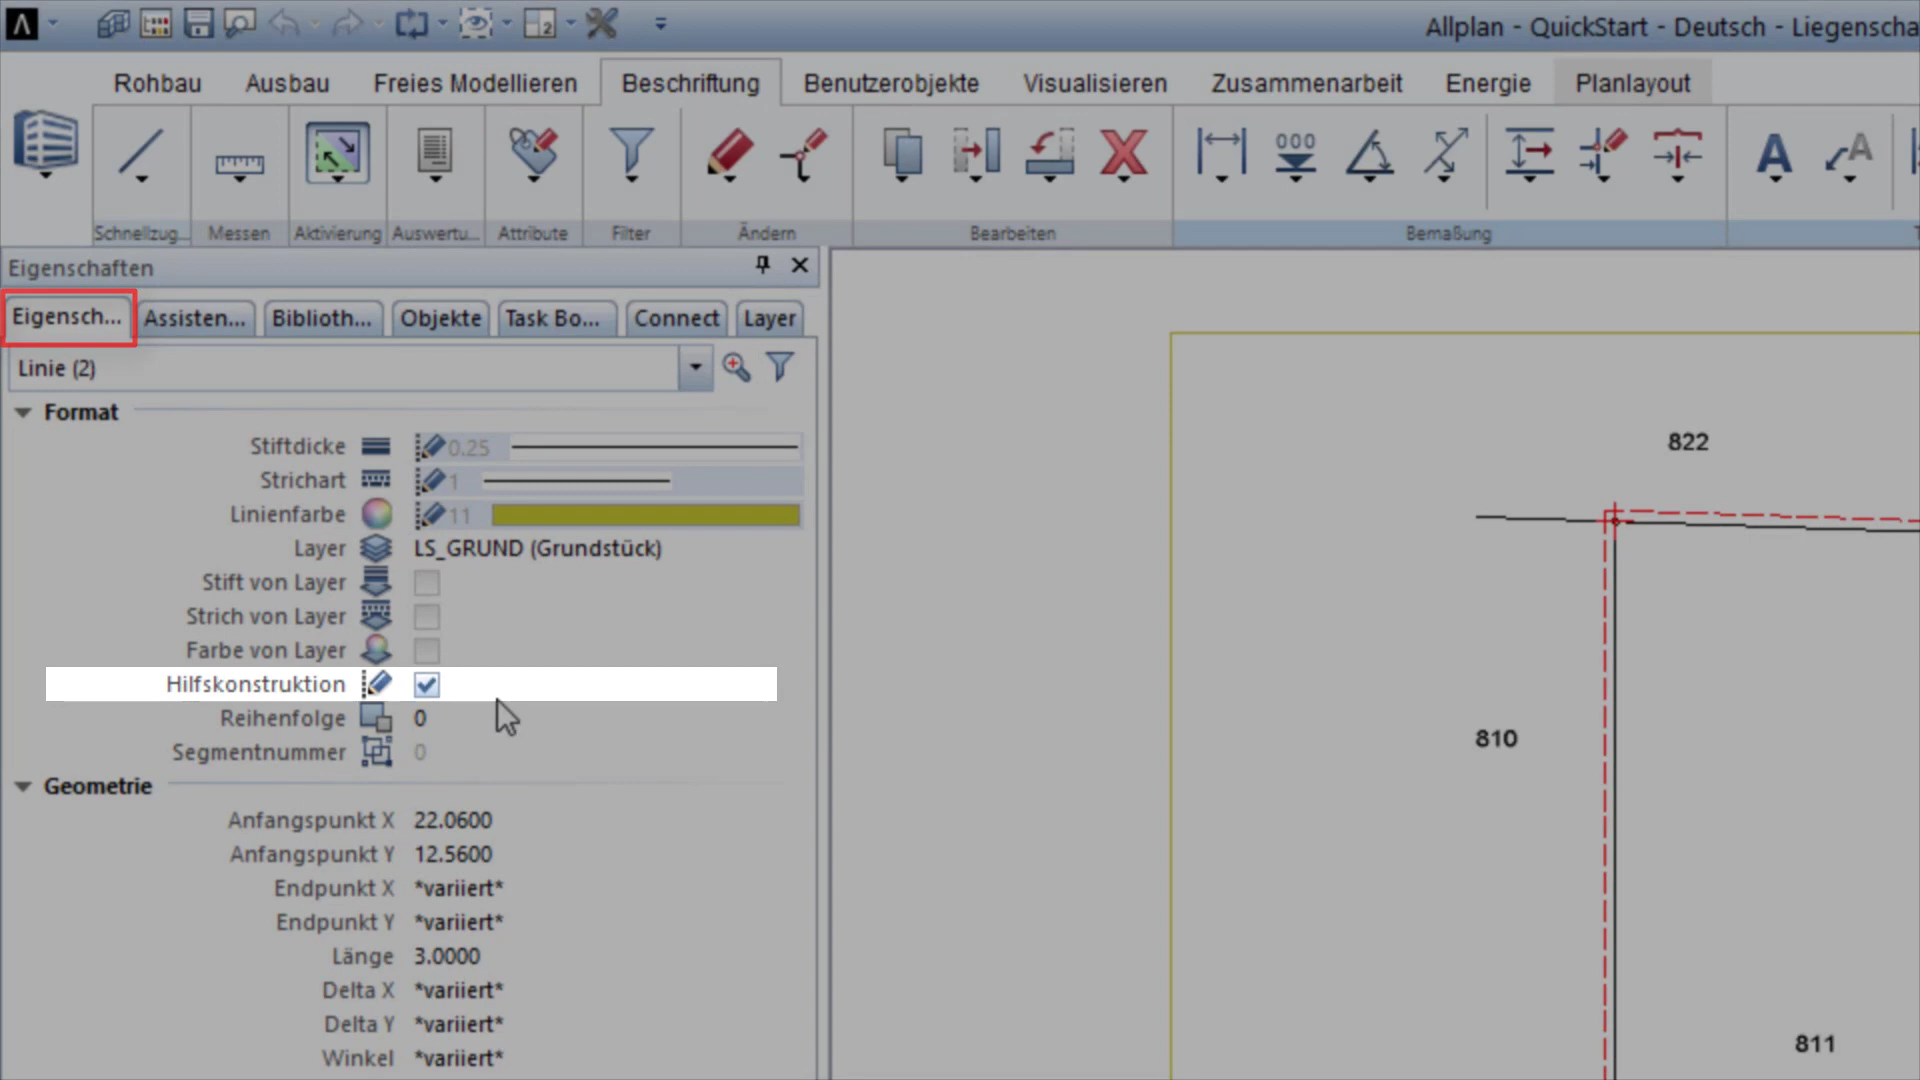 Allplan - QuickStart - Deutsch - Liegenscha
Rohbau Ausbau Freies Modellieren Beschriftung Benutzerobjekte Visualisieren Zusammenarbeit Energie Planlayout
Schnellzug... Messen Aktivierung Auswertu... Attribute Filter Ändern Bearbeiten Bemaßung
Eigenschaften
Eigensch... Assisten... Biblioth... Objekte Task Bo... Connect Layer
Linie (2)
Format
Stiftdicke 0.25
Strichart 1
Linienfarbe 11
Layer LS_GRUND (Grundstück)
Stift von Layer
Strich von Layer
Farbe von Layer
Hilfskonstruktion
Reihenfolge 0
Segmentnummer 0
Geometrie
Anfangspunkt X 22.0600
Anfangspunkt Y 12.5600
Endpunkt X *variiert*
Endpunkt Y *variiert*
Länge 3.0000
Delta X *variiert*
Delta Y *variiert*
Winkel *variiert*
822
810
811